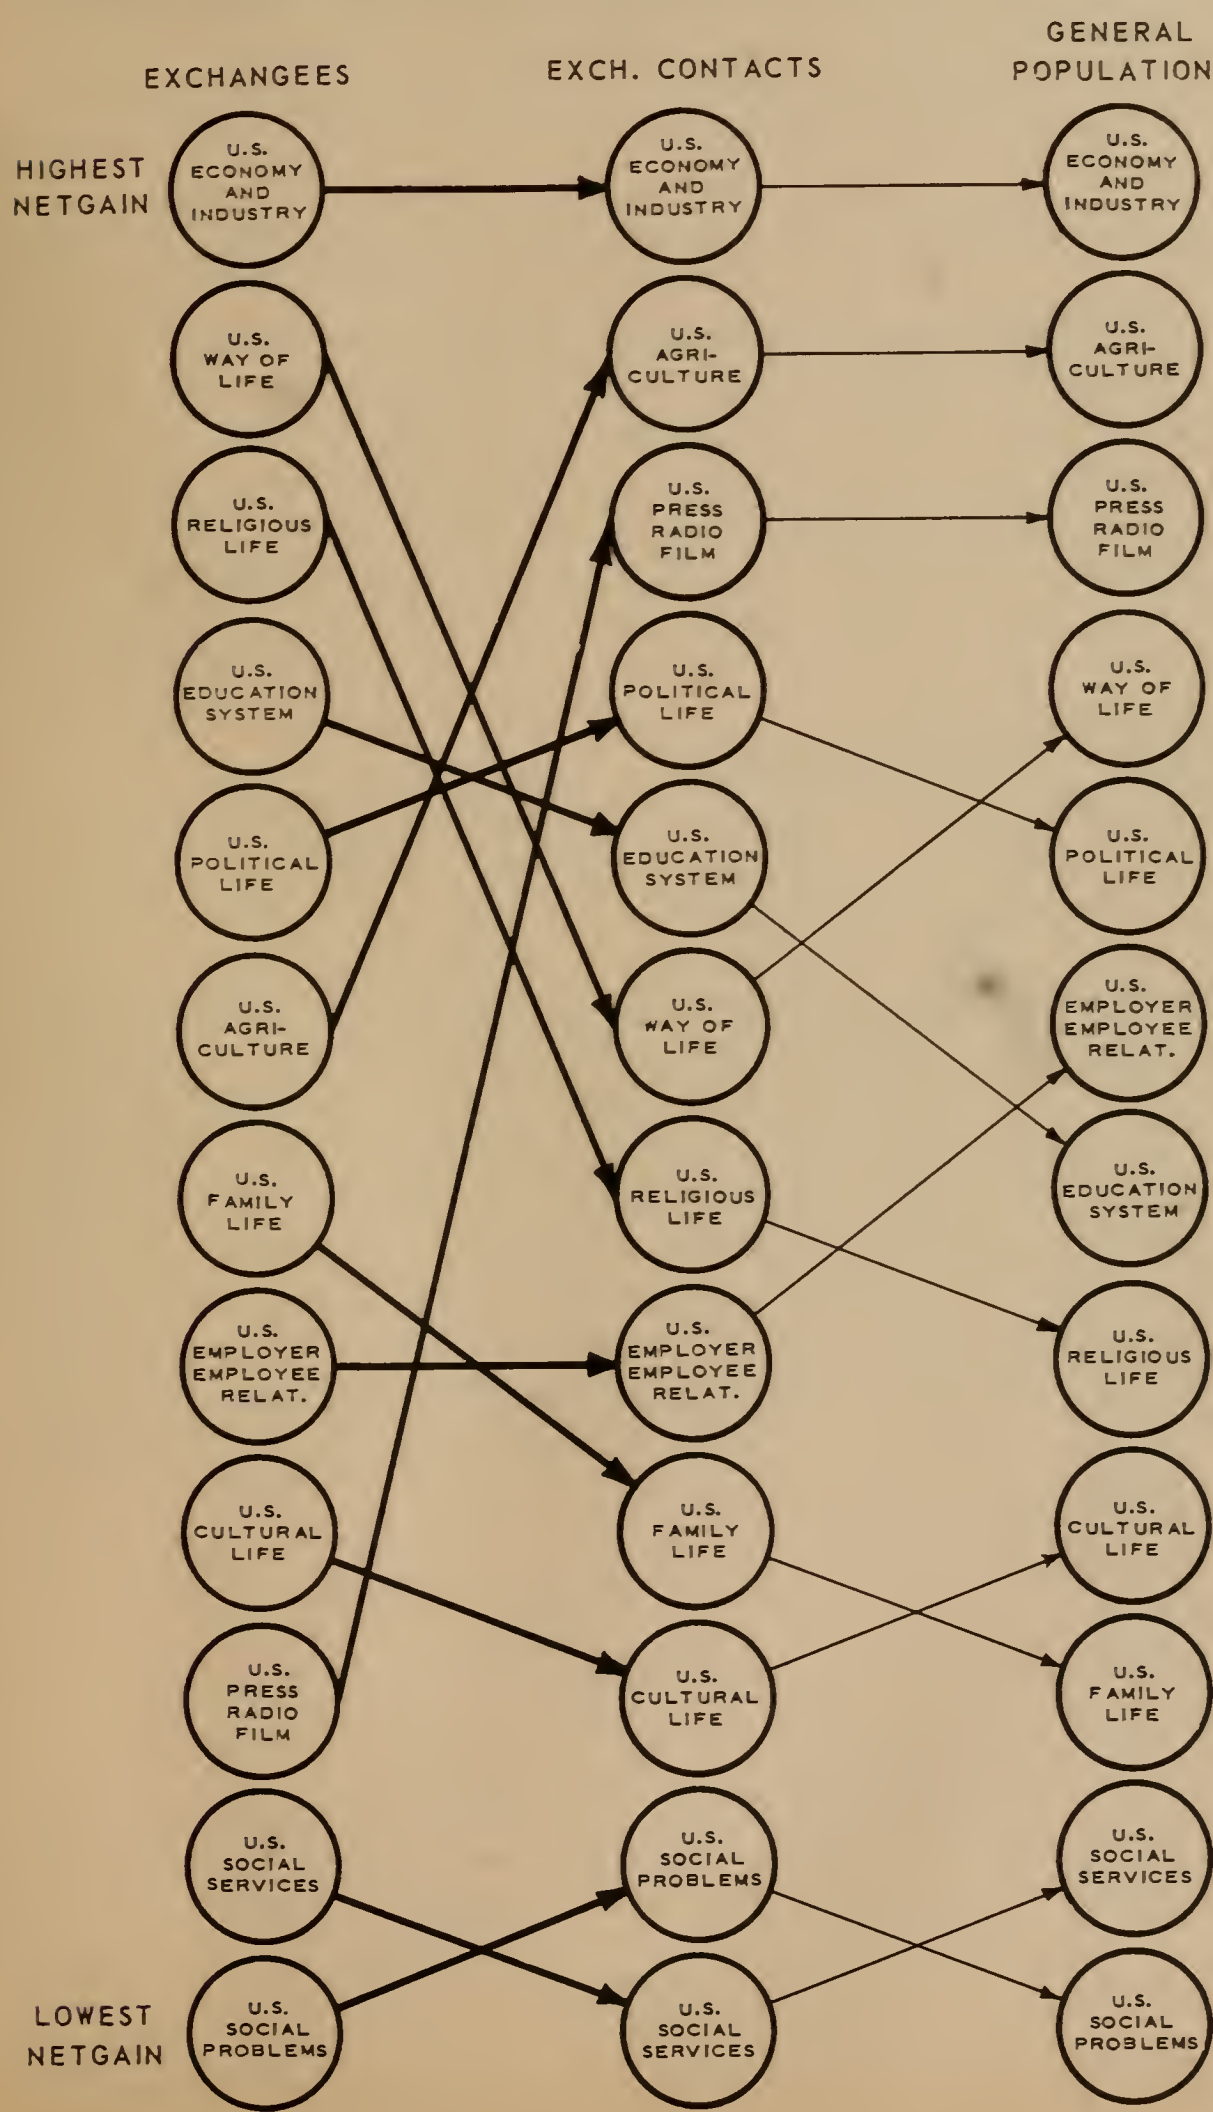 EXCHANGEES
EXCH. CONTACTS
GENERAL
POPULATION
HIGHEST
NETGAIN
U.S.
ECONOMY
AND
INDUSTRY
U.S.
ECONOMY
AND
INDUSTRY
U.S.
ECONOMY
AND
INDUSTRY
U.S.
WAY OF
LIFE
U.S.
AGRI-
CULTURE
U.S.
AGRI-
CULTURE
U.S.
RELIGIOUS
LIFE
U.S.
PRESS
RADIO
FILM
U.S.
PRESS
RADIO
FILM
U.S.
EDUCATION
SYSTEM
U.S.
POLITICAL
LIFE
U.S.
WAY OF
LIFE
U.S.
POLITICAL
LIFE
U.S.
EDUCATION
SYSTEM
U.S.
POLITICAL
LIFE
U.S.
AGRI-
CULTURE
U.S.
WAY OF
LIFE
U.S.
EMPLOYER
EMPLOYEE
RELAT.
U.S.
FAMILY
LIFE
U.S.
RELIGIOUS
LIFE
U.S.
EDUCATION
SYSTEM
U.S.
EMPLOYER
EMPLOYEE
RELAT.
U.S.
EMPLOYER
EMPLOYEE
RELAT.
U.S.
RELIGIOUS
LIFE
U.S.
CULTURAL
LIFE
U.S.
FAMILY
LIFE
U.S.
CULTURAL
LIFE
U.S.
PRESS
RADIO
FILM
U.S.
CULTURAL
LIFE
U.S.
FAMILY
LIFE
U.S.
SOCIAL
SERVICES
U.S.
SOCIAL
PROBLEMS
U.S.
SOCIAL
SERVICES
LOWEST
NETGAIN
U.S.
SOCIAL
PROBLEMS
U.S.
SOCIAL
SERVICES
U.S.
SOCIAL
PROBLEMS